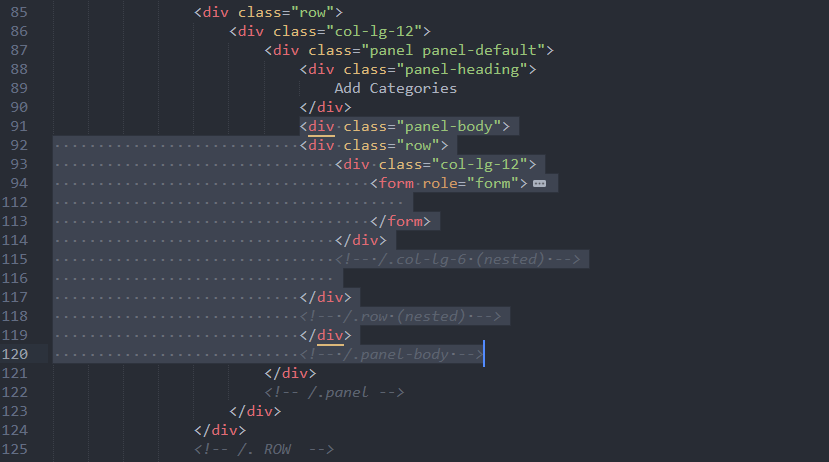 85 <div class="row">
86 <div class="col-lg-12">
87 <div class="panel panel-default">
88 <div class="panel-heading">
89 Add Categories
90 </div>
91 <div class="panel-body">
92 <div class="row">
93 <div class="col-lg-12">
94 <form role="form">
112
113 </form>
114 </div>
115 <!-- /.col-lg-6 (nested) -->
116
117 </div>
118 <!-- /.row (nested) -->
119 </div>
120 <!-- /.panel-body -->
121 </div>
122 <!-- /.panel -->
123 </div>
124 </div>
125 <!-- /. ROW  -->